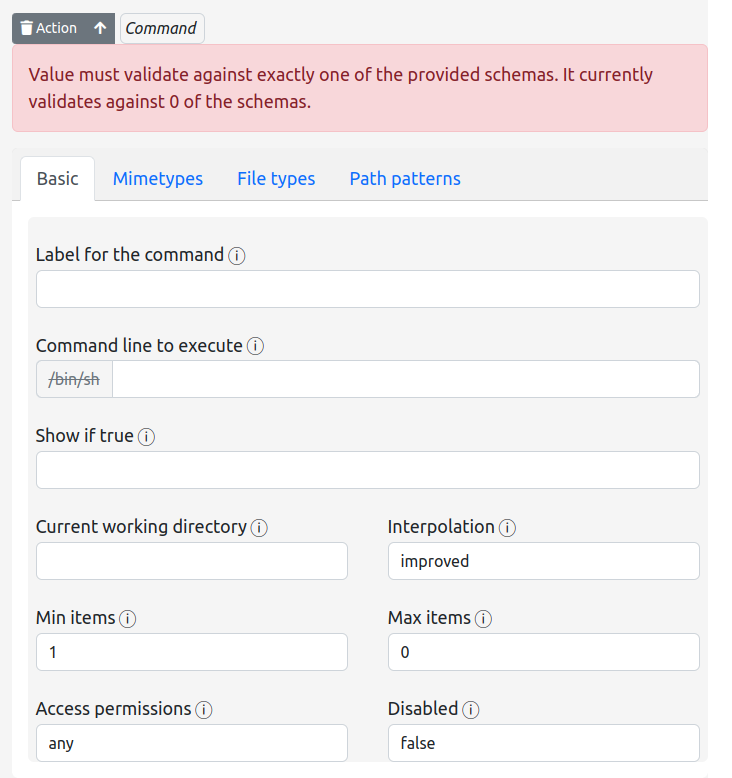 Action Command
Value must validate against exactly one of the provided schemas. It currently
validates against 0 of the schemas.
Basic Mimetypes File types Path patterns
Label for the command
Command line to execute
/bin/sh
Show if true
Current working directory Interpolation
improved
Min items Max items
1 0
Access permissions Disabled
any false